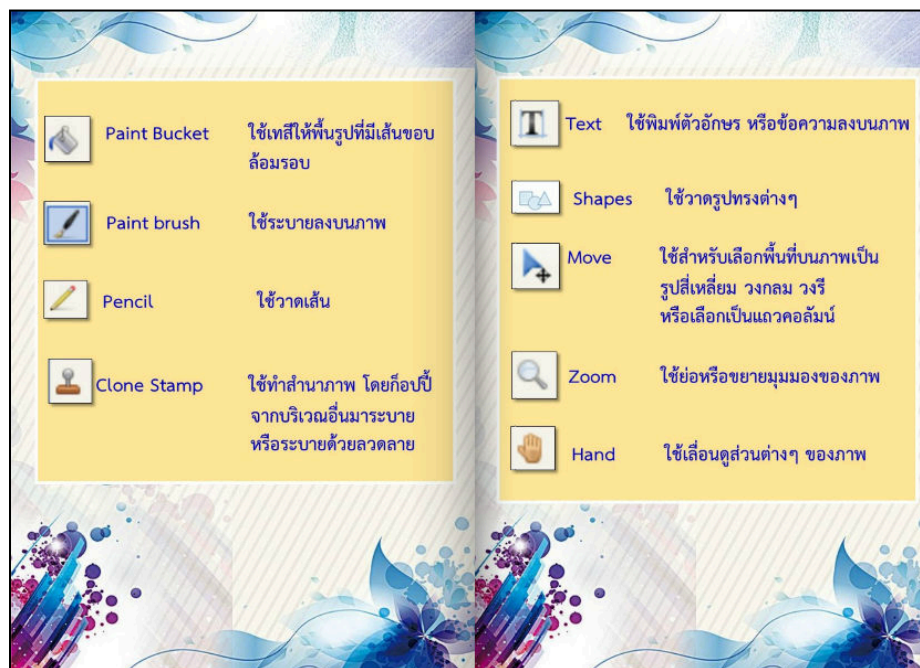 Paint Bucket ใช้เทสีให้พื้นรูปที่มีเส้นขอบ
ล้อมรอบ
Paint brush ใช้ระบายลงบนภาพ
Pencil ใช้วาดเส้น
Clone Stamp ใช้ทำสำนาภาพ โดยก็อปปี้
จากบริเวณอื่นมาระบาย
หรือระบายด้วยลวดลาย
Text ใช้พิมพ์ตัวอักษร หรือข้อความลงบนภาพ
Shapes ใช้วาดรูปทรงต่างๆ
Move ใช้สำหรับเลือกพื้นที่บนภาพเป็น
รูปสี่เหลี่ยม วงกลม วงรี
หรือเลือกเป็นแถวคอลัมน์
Zoom ใช้ย่อหรือขยายมุมมองของภาพ
Hand ใช้เลื่อนดูส่วนต่างๆ ของภาพ